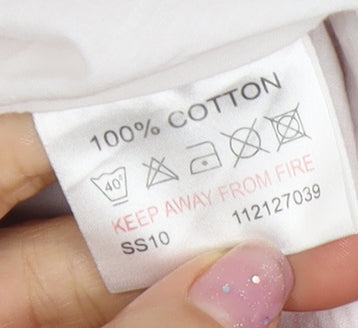 100% COTTON
40°
KEEP AWAY FROM FIRE
SS10 112127039